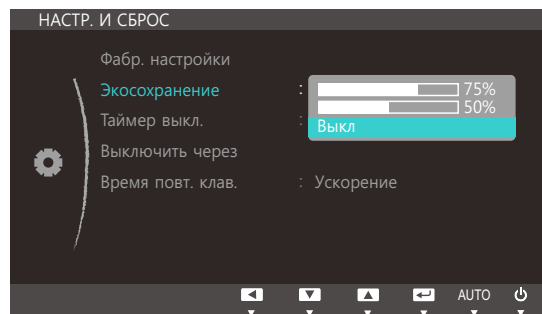 НАСТР. И СБРОС
Фабр. настройки
Экосохранение :
75%
50%
Выкл
Таймер выкл. :
Выключить через
Время повт. клав. : Ускорение
AUTO